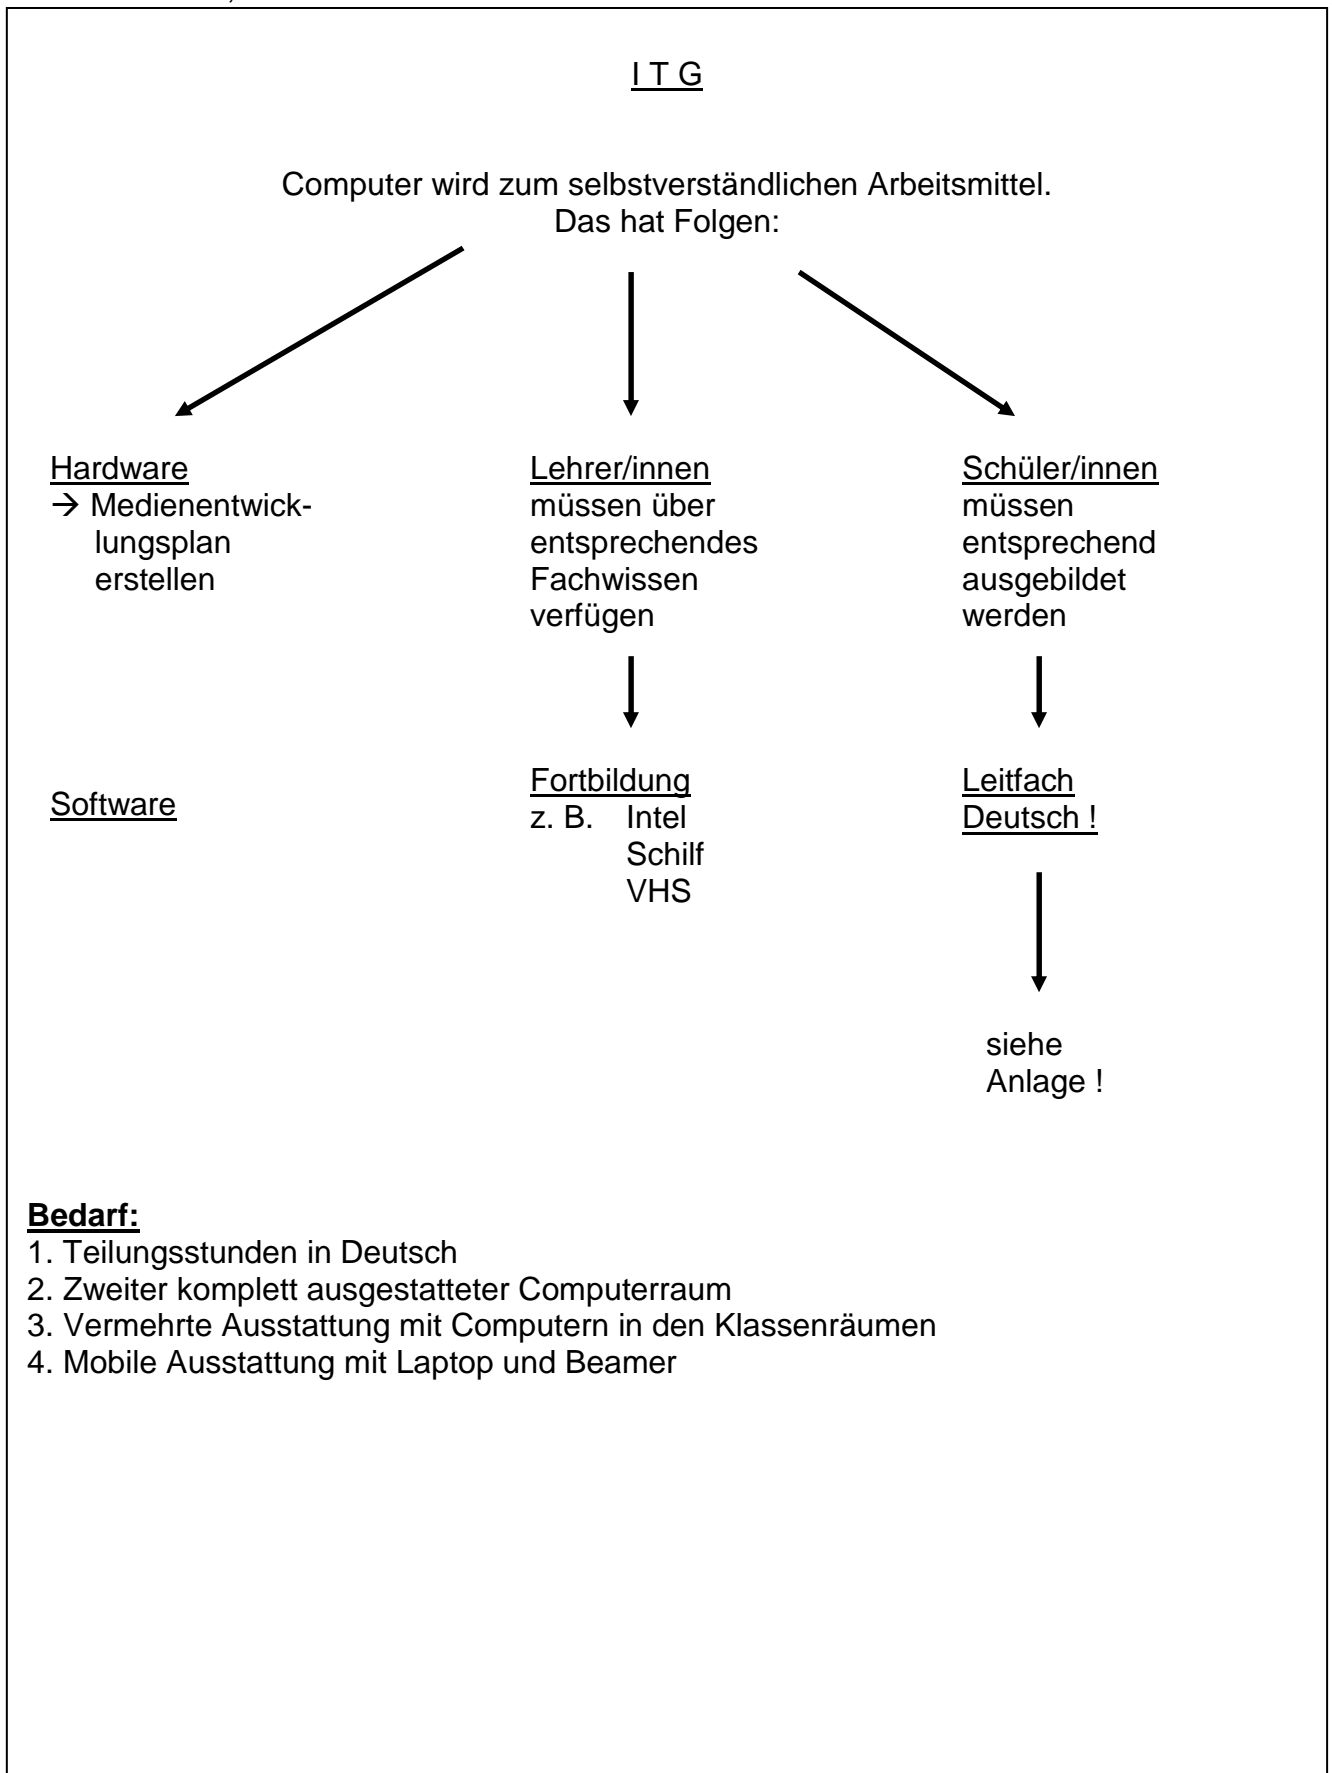 I T G
Computer wird zum selbstverständlichen Arbeitsmittel.
Das hat Folgen:
Hardware
→ Medienentwick-
lungsplan
erstellen
Software
Lehrer/innen
müssen über
entsprechendes
Fachwissen
verfügen
Fortbildung
z. B. Intel
Schilf
VHS
Schüler/innen
müssen
entsprechend
ausgebildet
werden
Leitfach
Deutsch !
siehe
Anlage !
Bedarf:
1. Teilungsstunden in Deutsch
2. Zweiter komplett ausgestatteter Computerraum
3. Vermehrte Ausstattung mit Computern in den Klassenräumen
4. Mobile Ausstattung mit Laptop und Beamer